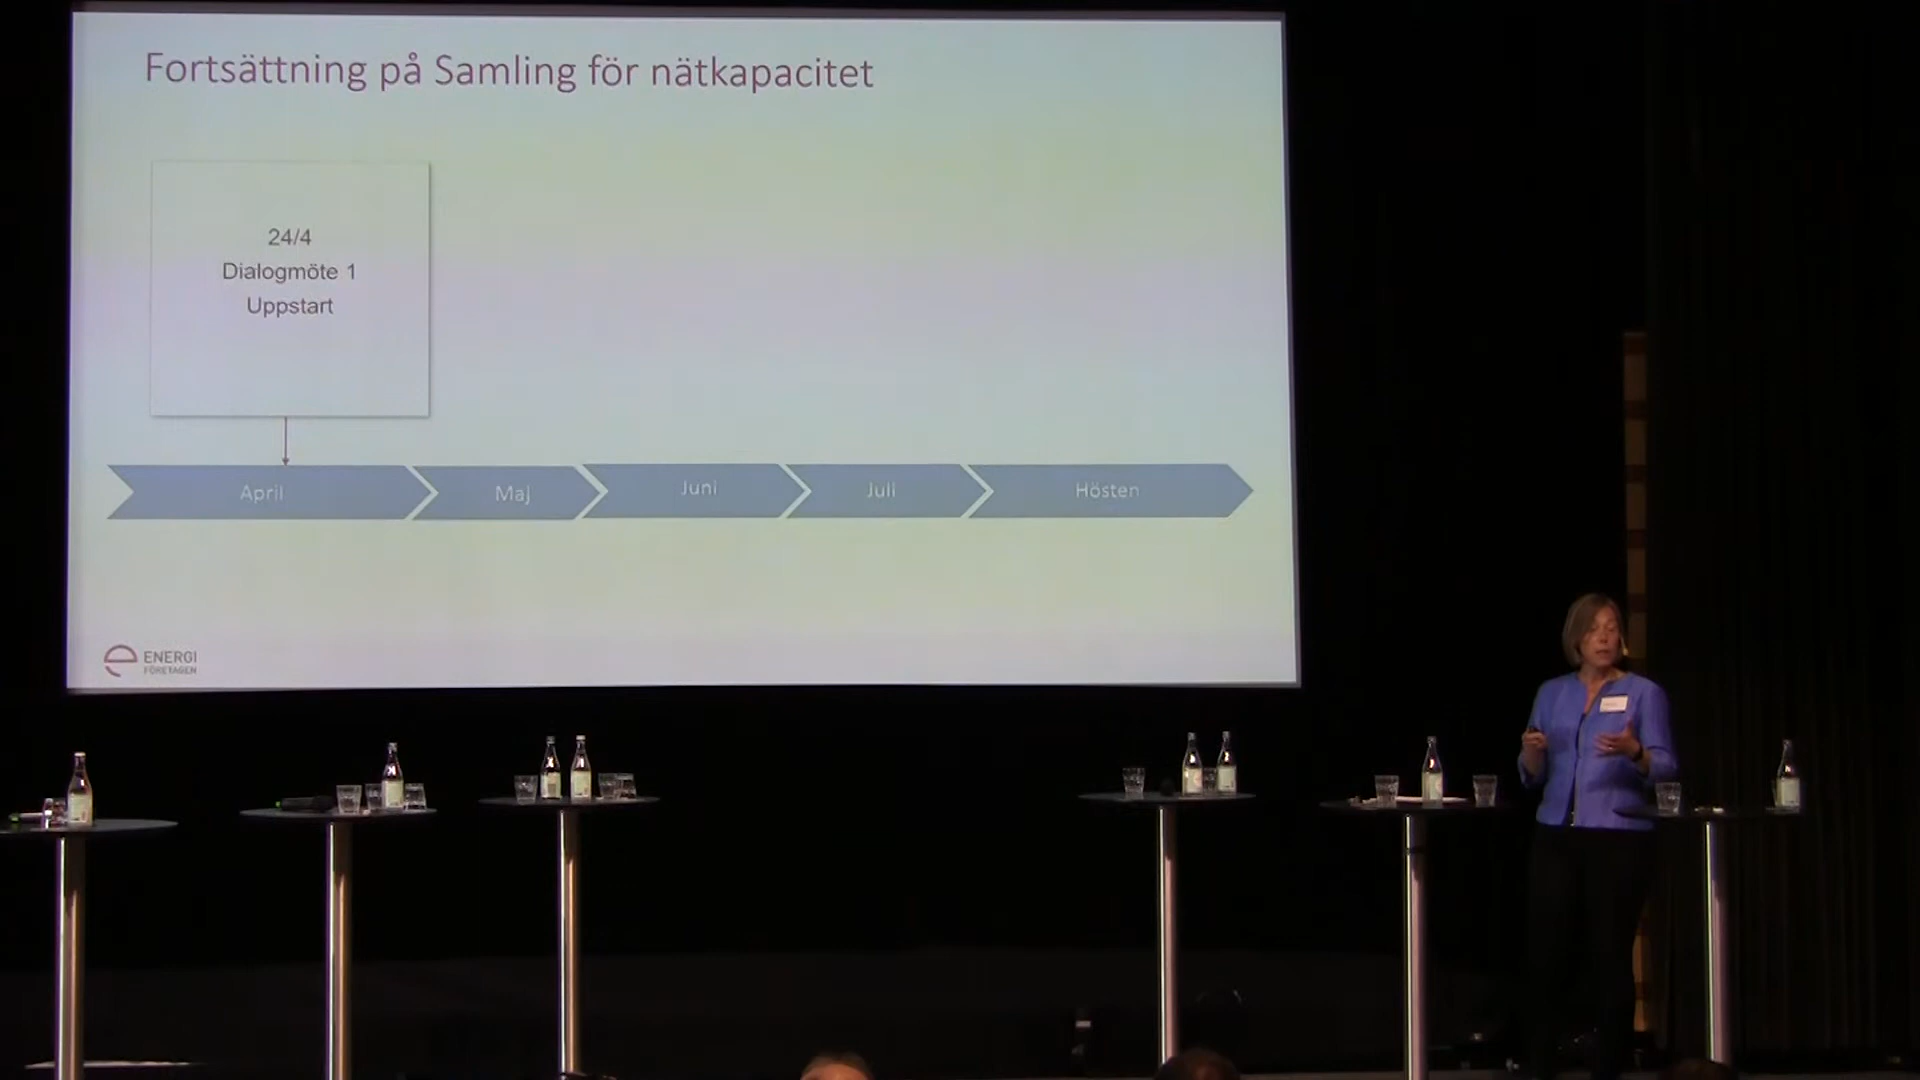 Fortsättning på Samling för nätkapacitet
24/4
Dialogmöte 1
Uppstart
April
Maj
Juni
Juli
Hösten
ENERGI
FÖRETAGEN